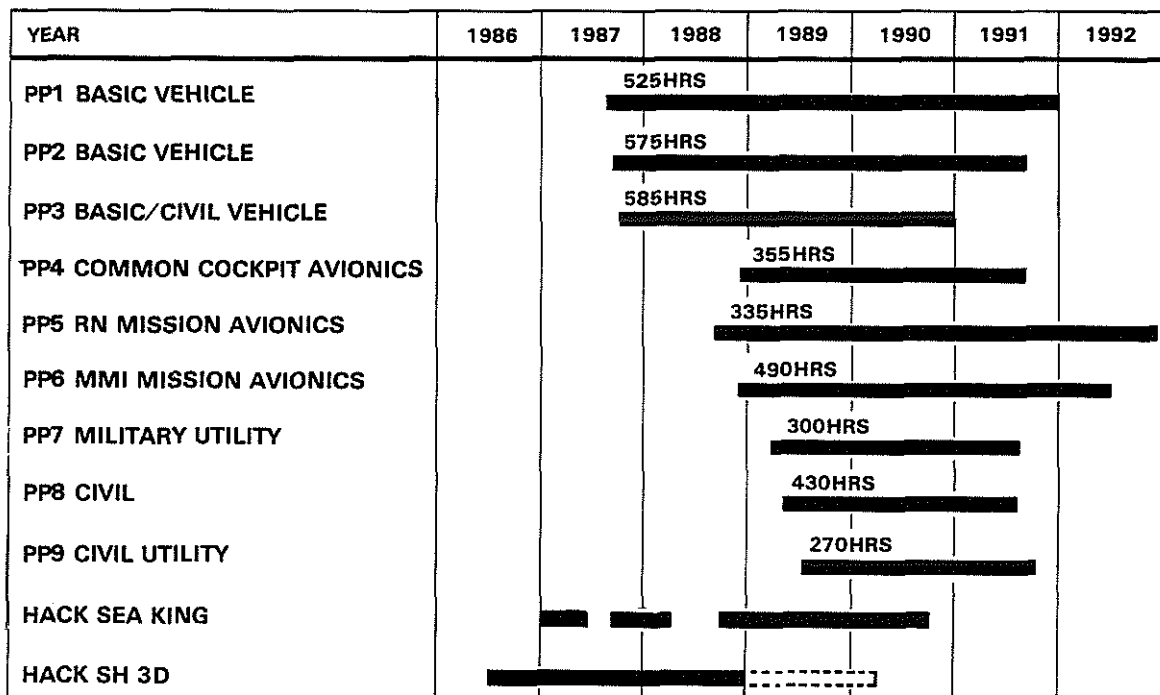 YEAR 1986 1987 1988 1989 1990 1991 1992
PP1 BASIC VEHICLE 525HRS
PP2 BASIC VEHICLE 575HRS
PP3 BASIC/CIVIL VEHICLE 585HRS
PP4 COMMON COCKPIT AVIONICS 355HRS
PP5 RN MISSION AVIONICS 335HRS
PP6 MMI MISSION AVIONICS 490HRS
PP7 MILITARY UTILITY 300HRS
PP8 CIVIL 430HRS
PP9 CIVIL UTILITY 270HRS
HACK SEA KING
HACK SH 3D